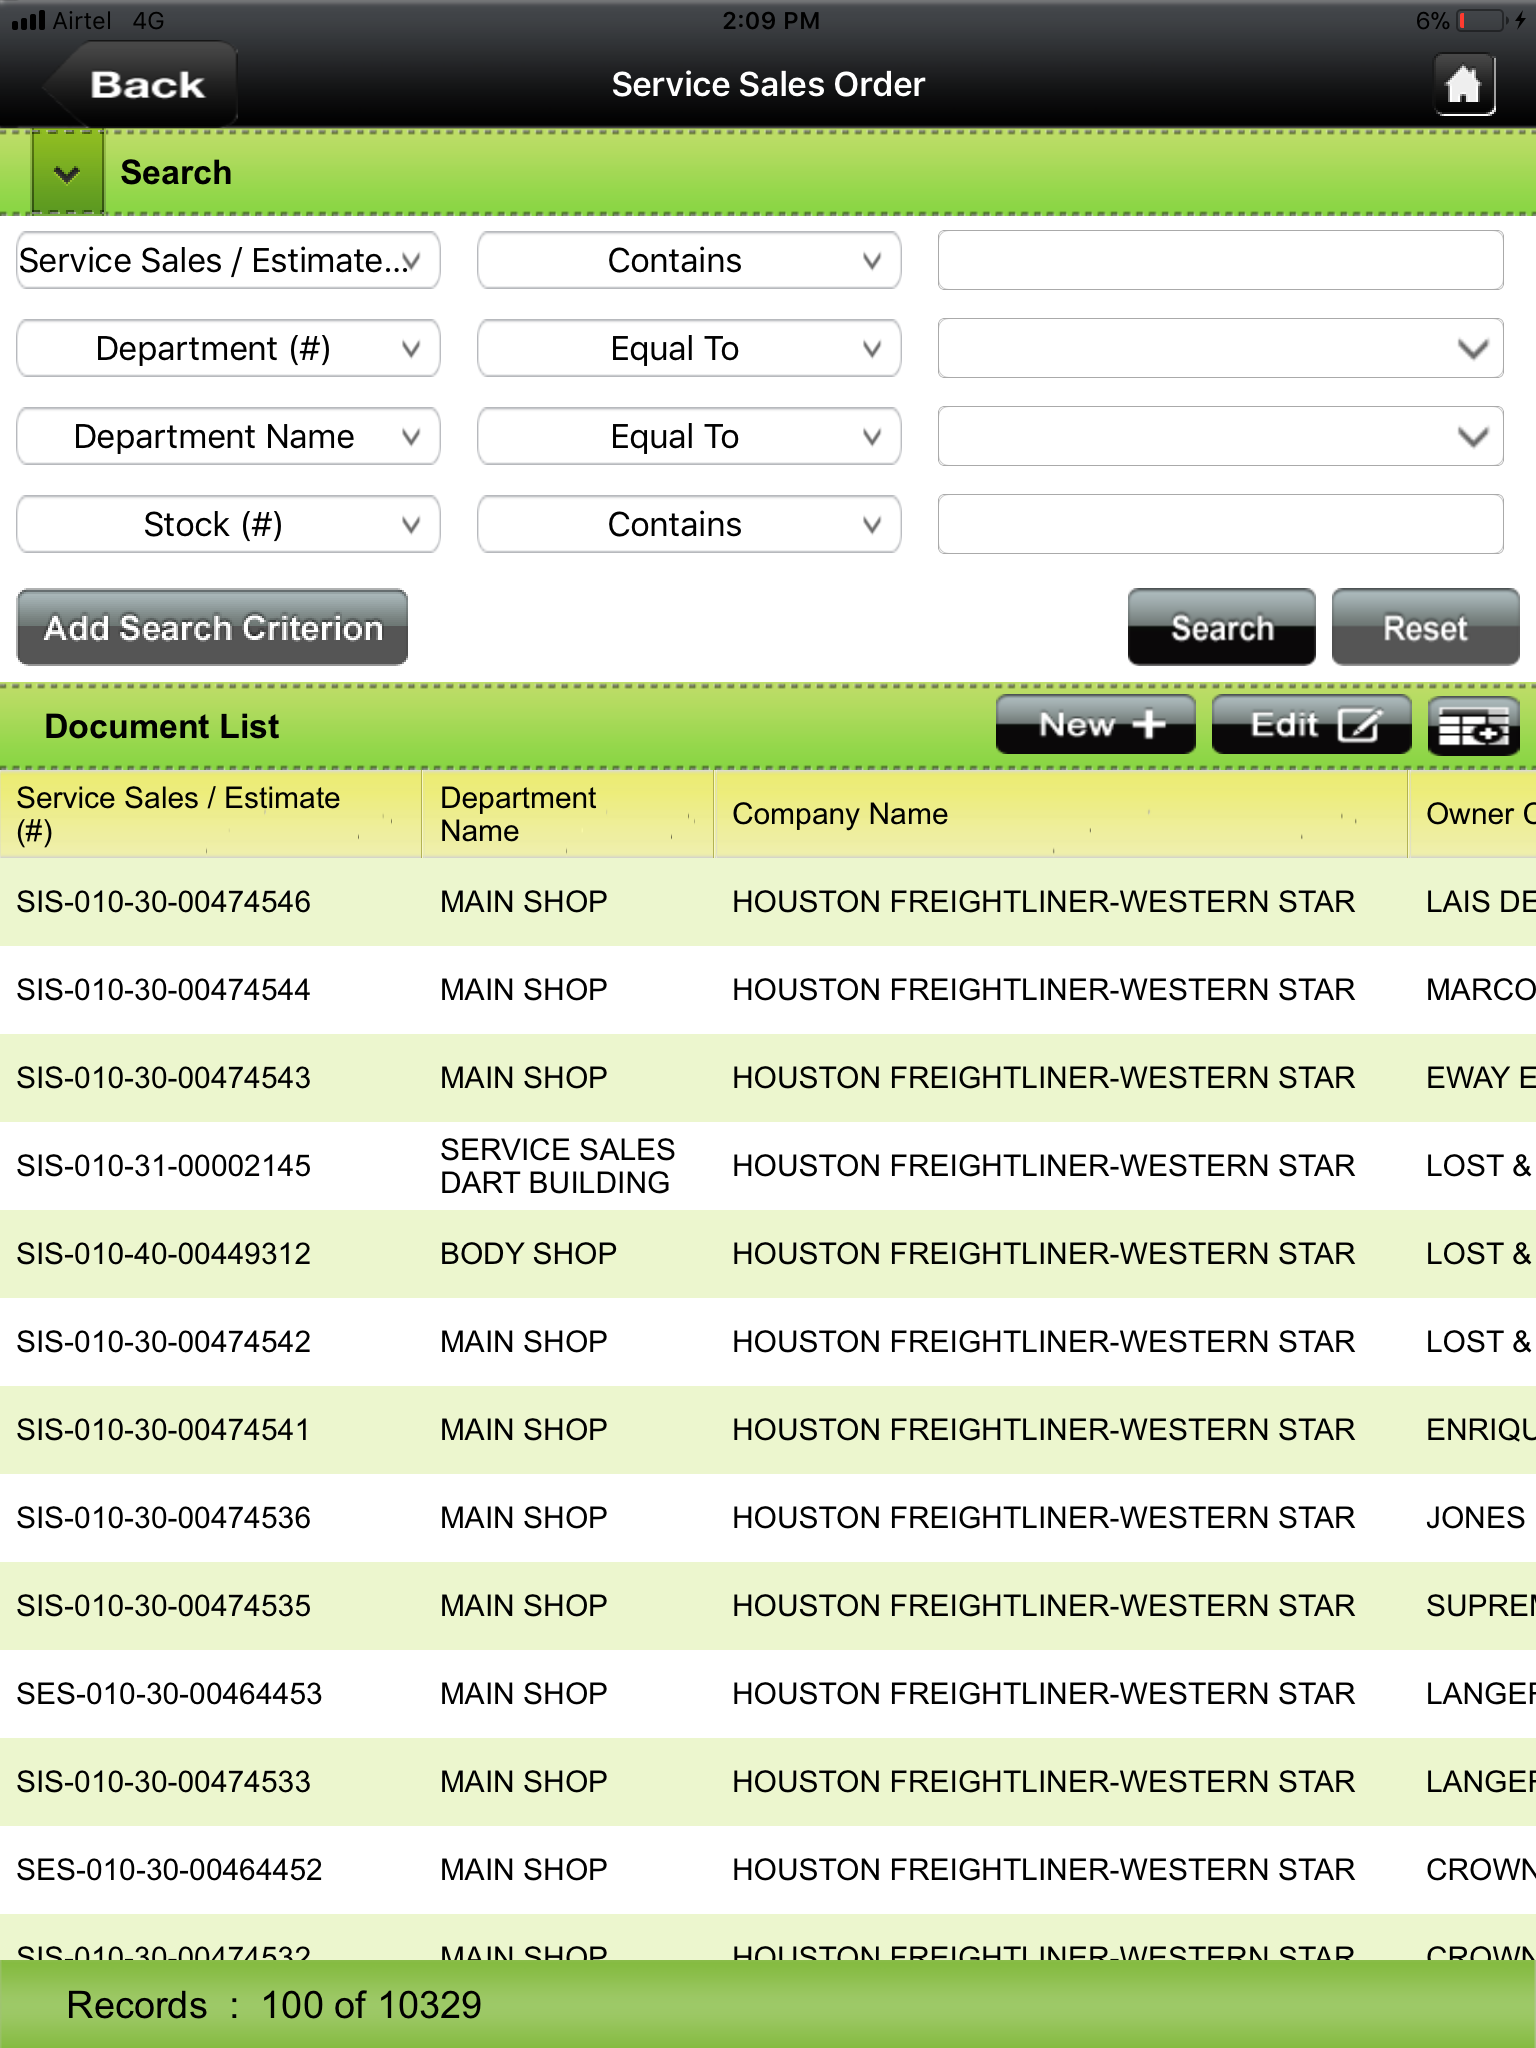 Airtel 4G 2:09 PM 6%
Back Service Sales Order
Search
Service Sales / Estimate... Contains
Department (#) Equal To
Department Name Equal To
Stock (#) Contains
Add Search Criterion Search Reset
Document List New Edit
Service Sales / Estimate (#) Department Name Company Name Owner C
SIS-010-30-00474546 MAIN SHOP HOUSTON FREIGHTLINER-WESTERN STAR LAIS DE
SIS-010-30-00474544 MAIN SHOP HOUSTON FREIGHTLINER-WESTERN STAR MARCO
SIS-010-30-00474543 MAIN SHOP HOUSTON FREIGHTLINER-WESTERN STAR EWAY E
SIS-010-31-00002145 SERVICE SALES DART BUILDING HOUSTON FREIGHTLINER-WESTERN STAR LOST &
SIS-010-40-00449312 BODY SHOP HOUSTON FREIGHTLINER-WESTERN STAR LOST &
SIS-010-30-00474542 MAIN SHOP HOUSTON FREIGHTLINER-WESTERN STAR LOST &
SIS-010-30-00474541 MAIN SHOP HOUSTON FREIGHTLINER-WESTERN STAR ENRIQU
SIS-010-30-00474536 MAIN SHOP HOUSTON FREIGHTLINER-WESTERN STAR JONES
SIS-010-30-00474535 MAIN SHOP HOUSTON FREIGHTLINER-WESTERN STAR SUPREM
SES-010-30-00464453 MAIN SHOP HOUSTON FREIGHTLINER-WESTERN STAR LANGER
SIS-010-30-00474533 MAIN SHOP HOUSTON FREIGHTLINER-WESTERN STAR LANGER
SES-010-30-00464452 MAIN SHOP HOUSTON FREIGHTLINER-WESTERN STAR CROWN
SIS-010-30-00474532 MAIN SHOP HOUSTON FREIGHTLINER-WESTERN STAR CROWN
Records : 100 of 10329